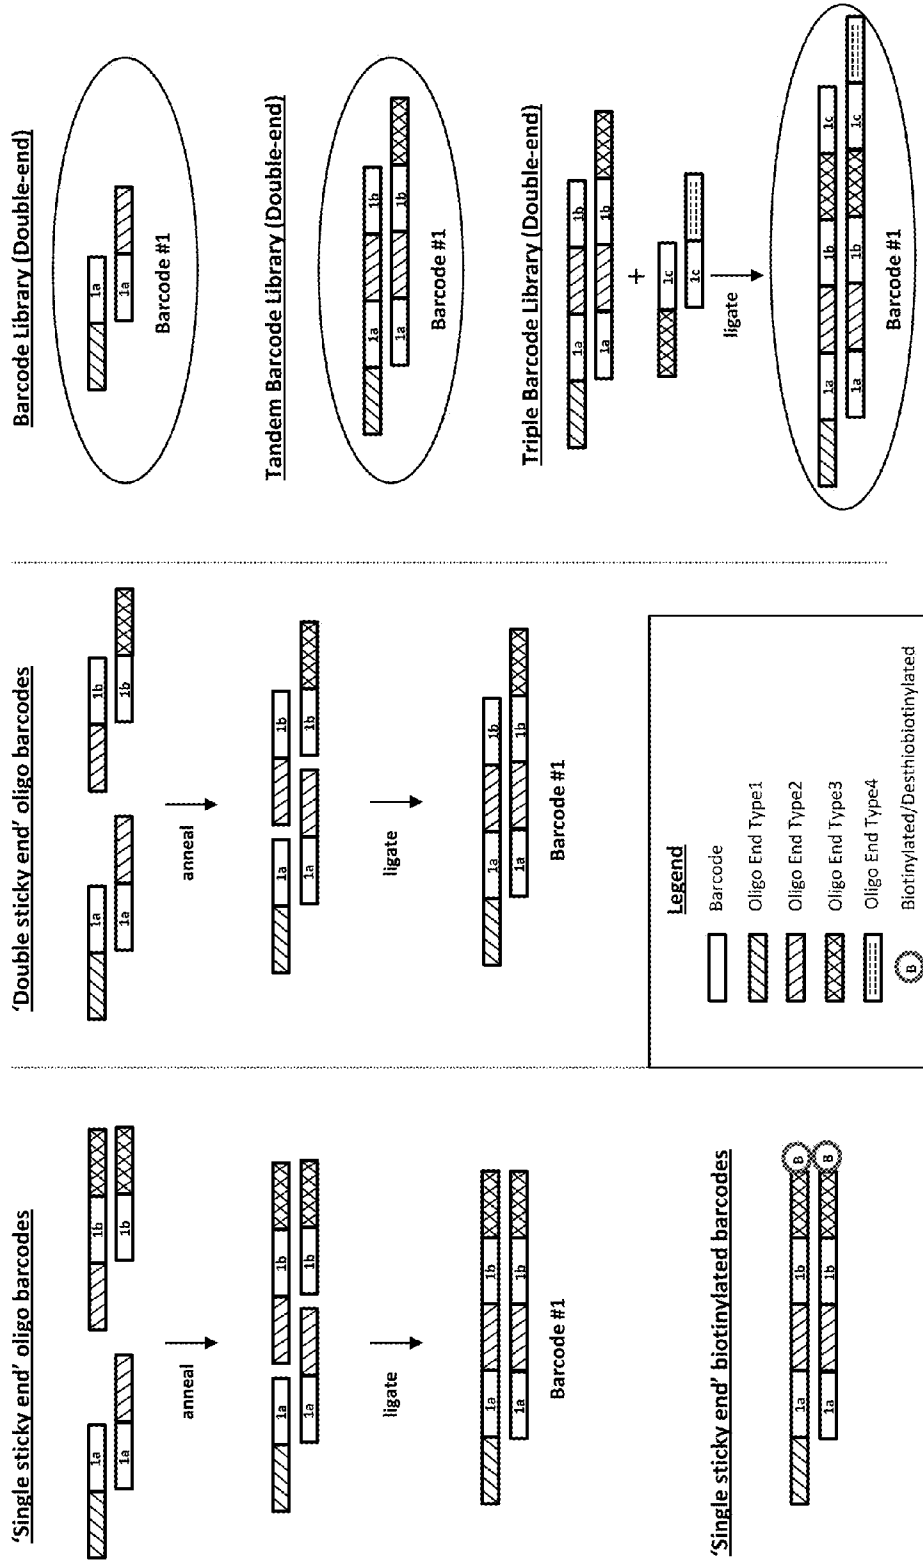 'Single sticky end' oligo barcodes
1a
1a
1b
1b
anneal
1a
1b
1a
1b
ligate
1a
1b
1a
1b
Barcode #1
'Single sticky end' biotinylated barcodes
1a
1b
B
1a
1b
B
'Double sticky end' oligo barcodes
1a
1a
1b
1b
anneal
1a
1b
1a
1b
ligate
1a
1b
1a
1b
Barcode #1
Legend
Barcode
Oligo End Type1
Oligo End Type2
Oligo End Type3
Oligo End Type4
B
Biotinylated/Desthiobiotinylated
Barcode Library (Double-end)
1a
1a
Barcode #1
Tandem Barcode Library (Double-end)
1a
1b
1a
1b
Barcode #1
Triple Barcode Library (Double-end)
1a
1b
1a
1b
+
1c
1c
ligate
1a
1b
1c
1a
1b
1c
Barcode #1